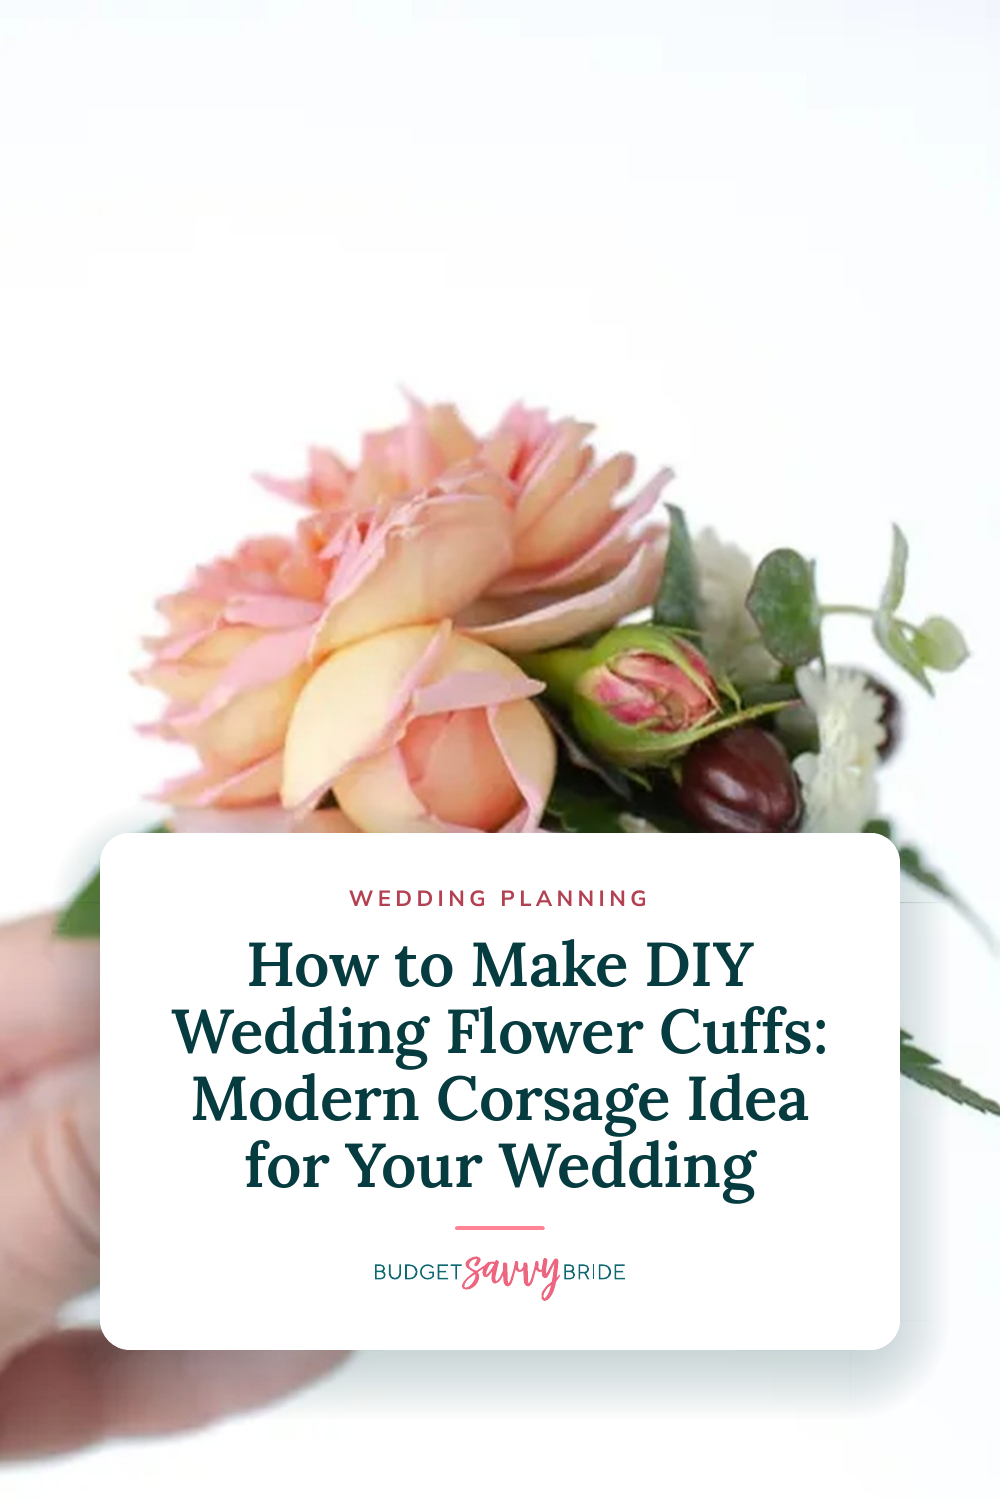 WEDDING PLANNING
How to Make DIY
Wedding Flower Cuffs:
Modern Corsage Idea
for Your Wedding
BUDGET savvy BRIDE